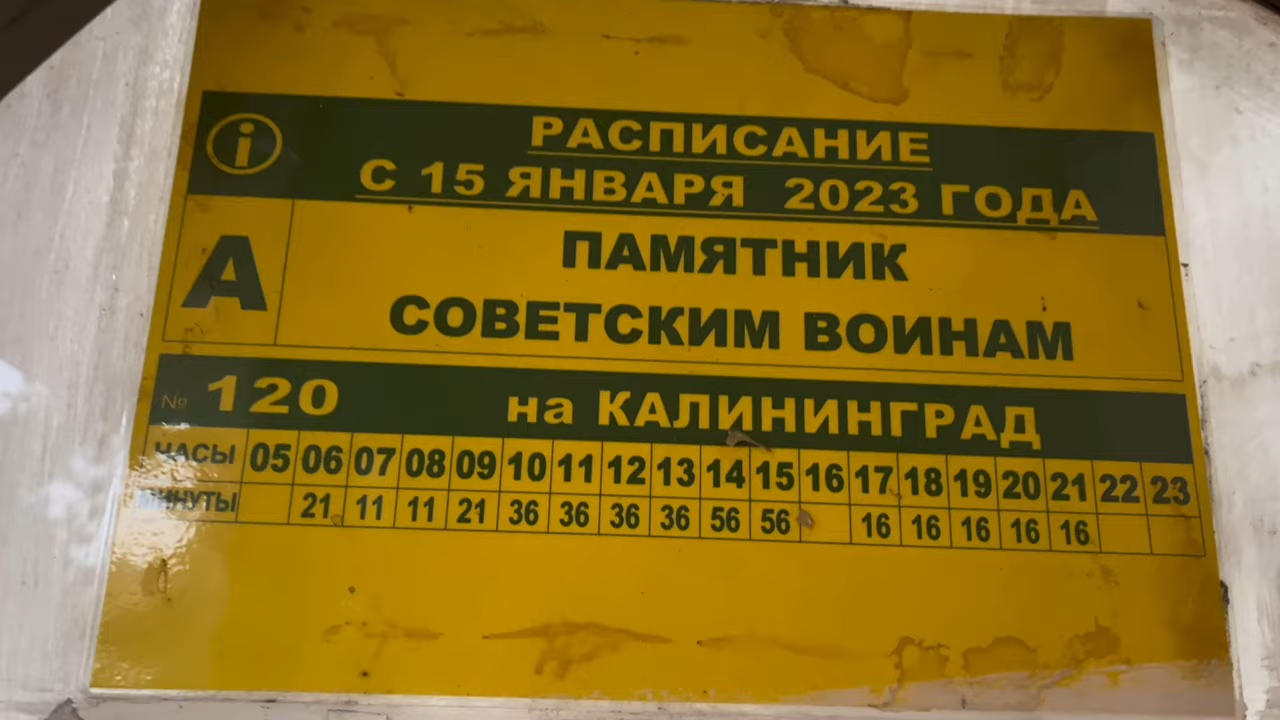 i РАСПИСАНИЕ
С 15 ЯНВАРЯ 2023 ГОДА
А ПАМЯТНИК
СОВЕТСКИМ ВОИНАМ
№ 120 на КАЛИНИНГРАД
ЧАСЫ 05 06 07 08 09 10 11 12 13 14 15 16 17 18 19 20 21 22 23
МИНУТЫ 21 11 11 21 36 36 36 36 56 56 16 16 16 16 16